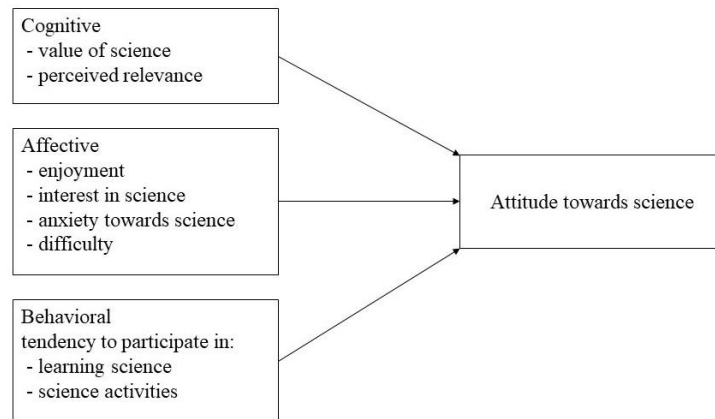 Cognitive
- value of science
- perceived relevance
Affective
- enjoyment
- interest in science
- anxiety towards science
- difficulty
Attitude towards science
Behavioral
tendency to participate in:
- learning science
- science activities